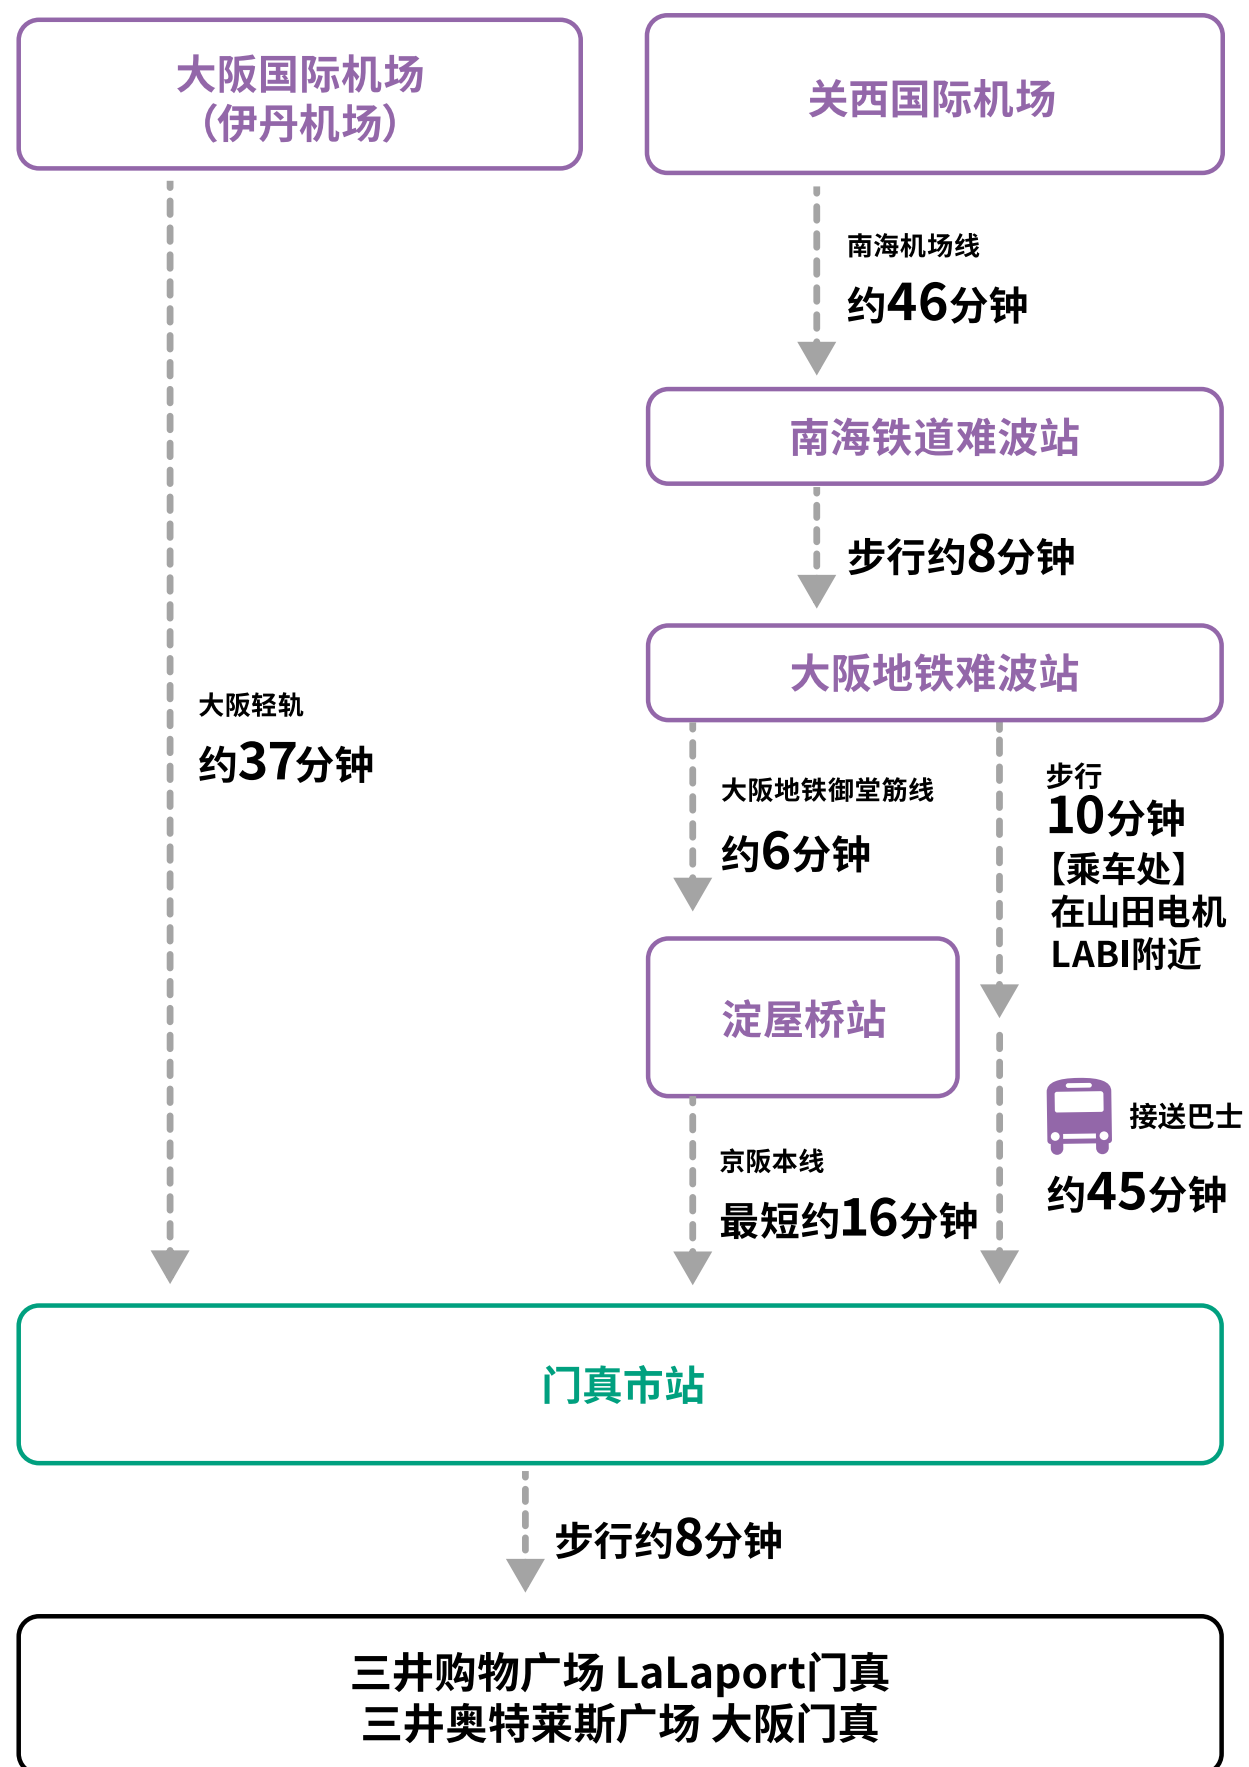 大阪国际机场
（伊丹机场）
关西国际机场
南海机场线
约46分钟
南海铁道难波站
步行约8分钟
大阪地铁难波站
大阪轻轨
约37分钟
大阪地铁御堂筋线
约6分钟
步行
10分钟
【乘车处】
在山田电机
LABI附近
淀屋桥站
接送巴士
约45分钟
京阪本线
最短约16分钟
门真市站
步行约8分钟
三井购物广场 LaLaport门真
三井奥特莱斯广场 大阪门真